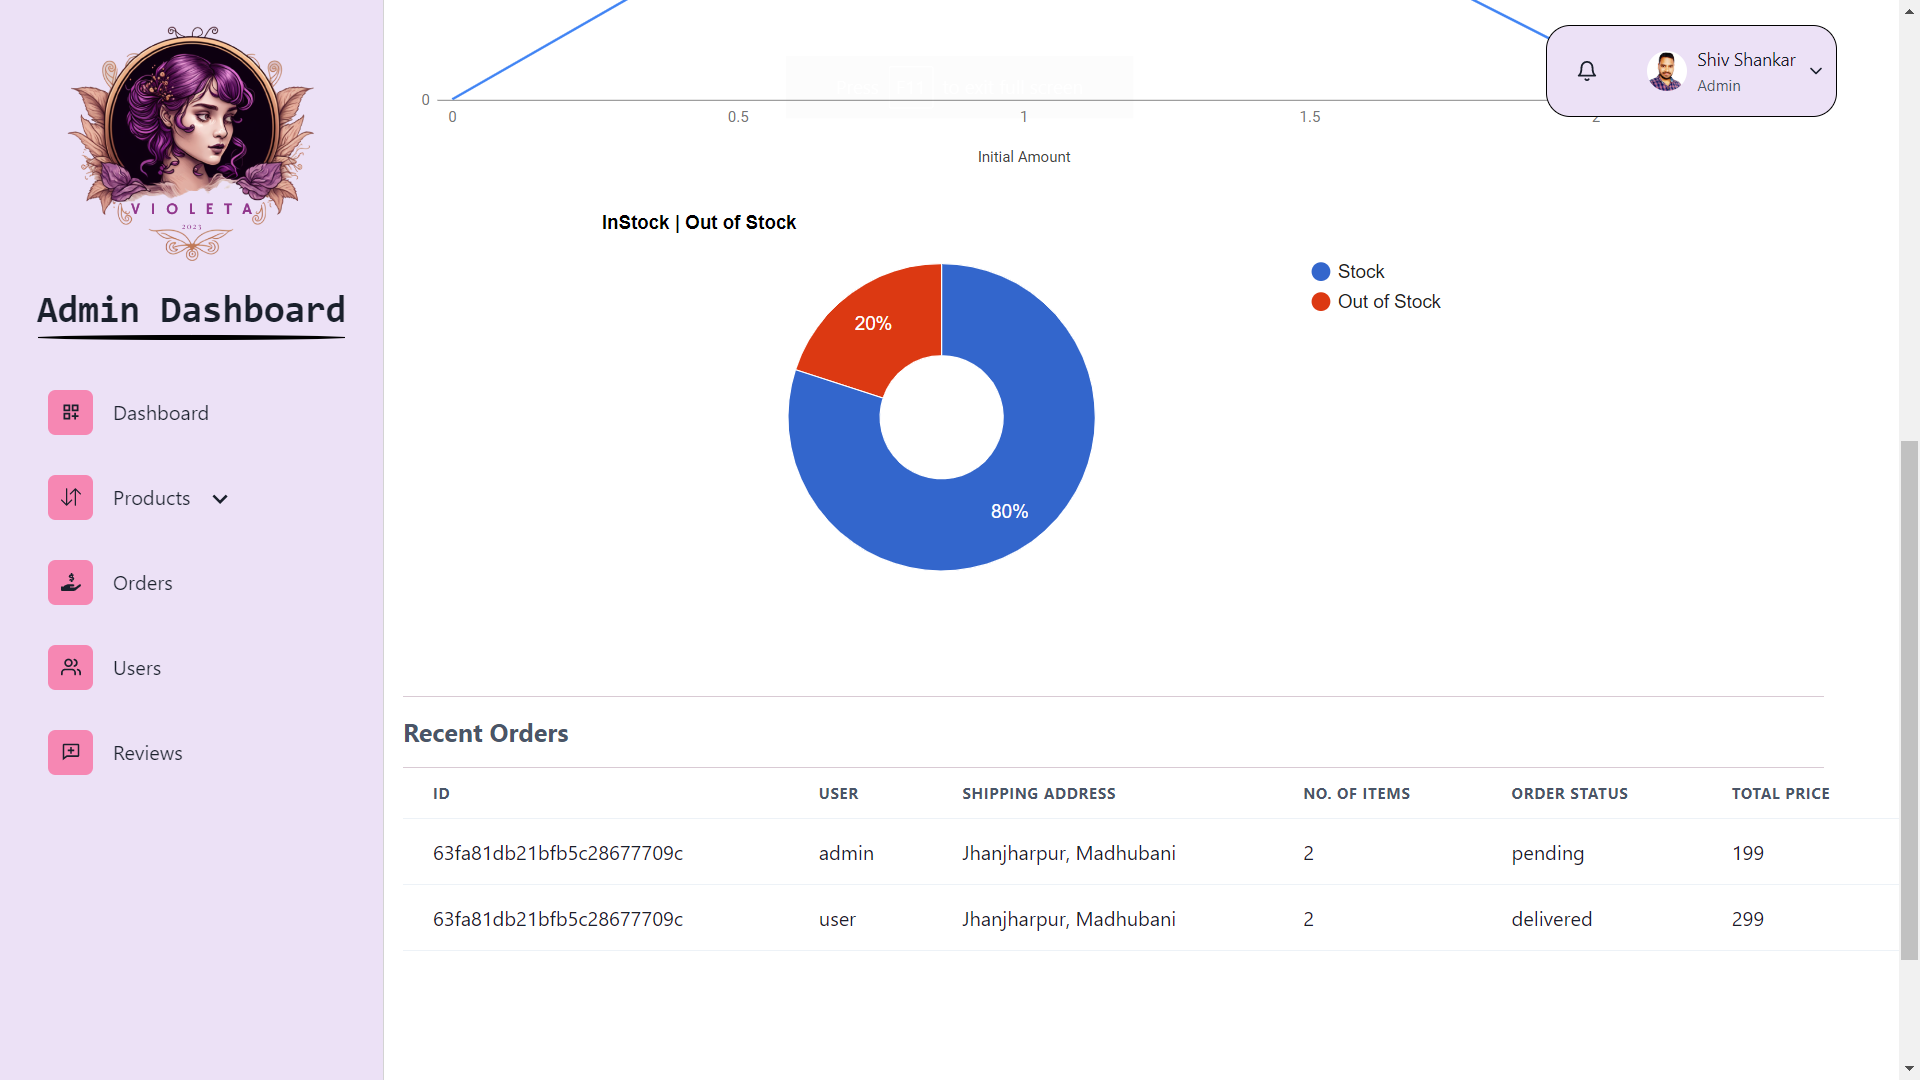 VIOLETA
2023
Admin Dashboard
Dashboard
Products
Orders
Users
Reviews
0
0 0.5 1 1.5 2
Initial Amount
Shiv Shankar
Admin
InStock | Out of Stock
Stock
Out of Stock
20%
80%
Recent Orders
ID USER SHIPPING ADDRESS NO. OF ITEMS ORDER STATUS TOTAL PRICE
63fa81db21bfb5c28677709c admin Jhanjharpur, Madhubani 2 pending 199
63fa81db21bfb5c28677709c user Jhanjharpur, Madhubani 2 delivered 299